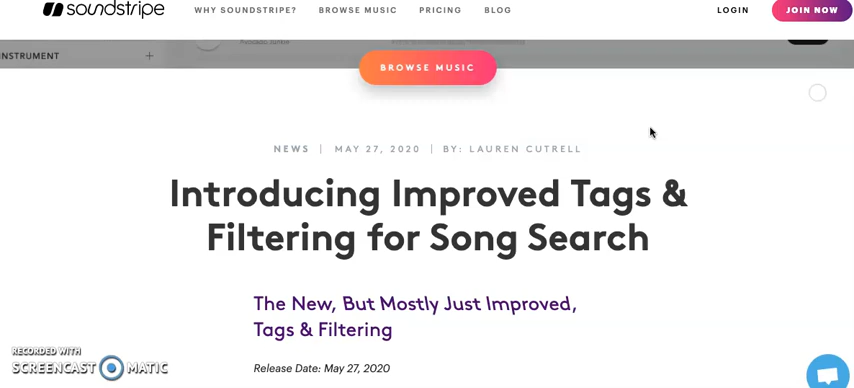 soundstripe WHY SOUNDSTRIPE? BROWSE MUSIC PRICING BLOG LOGIN JOIN NOW
INSTRUMENT +
BROWSE MUSIC
NEWS | MAY 27, 2020 | BY: LAUREN CUTRELL
Introducing Improved Tags &
Filtering for Song Search
The New, But Mostly Just Improved,
Tags & Filtering
Release Date: May 27, 2020
RECORDED WITH
SCREENCAST MATIC